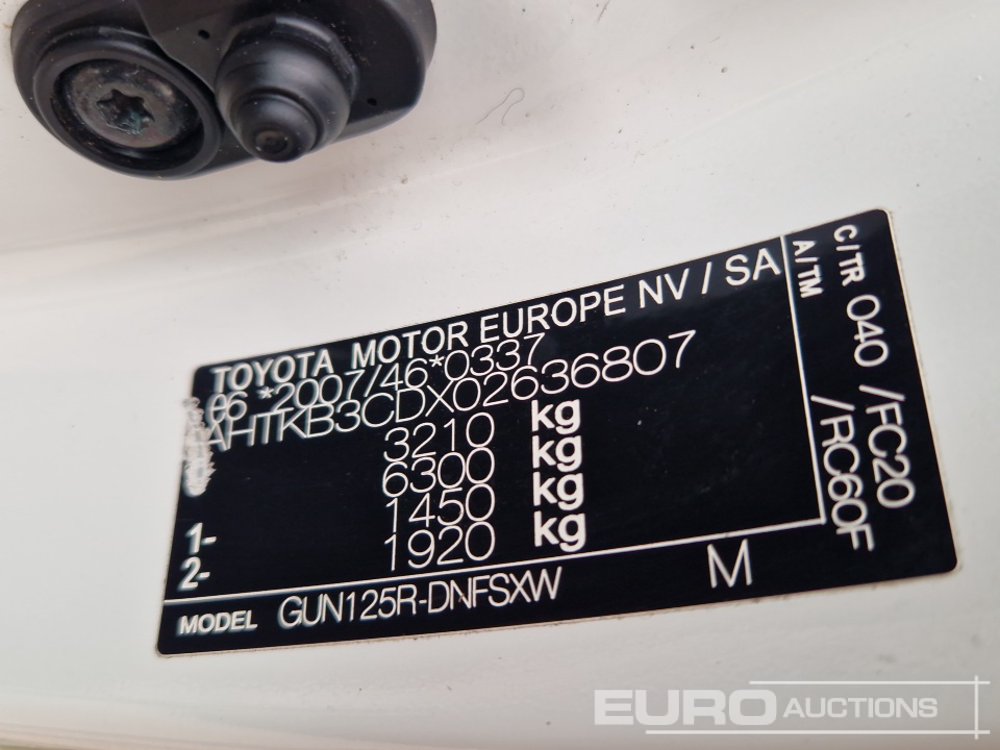 TOYOTA MOTOR EUROPE NV / SA
*2007/46*0337
AHTKB3CDX02636807
3210 kg
6300 kg
1- 1450 kg
2- 1920 kg
MODEL GUN125R-DNFSXW M
C/TR 040 /FC20
A/TM /RC60F
EURO AUCTIONS